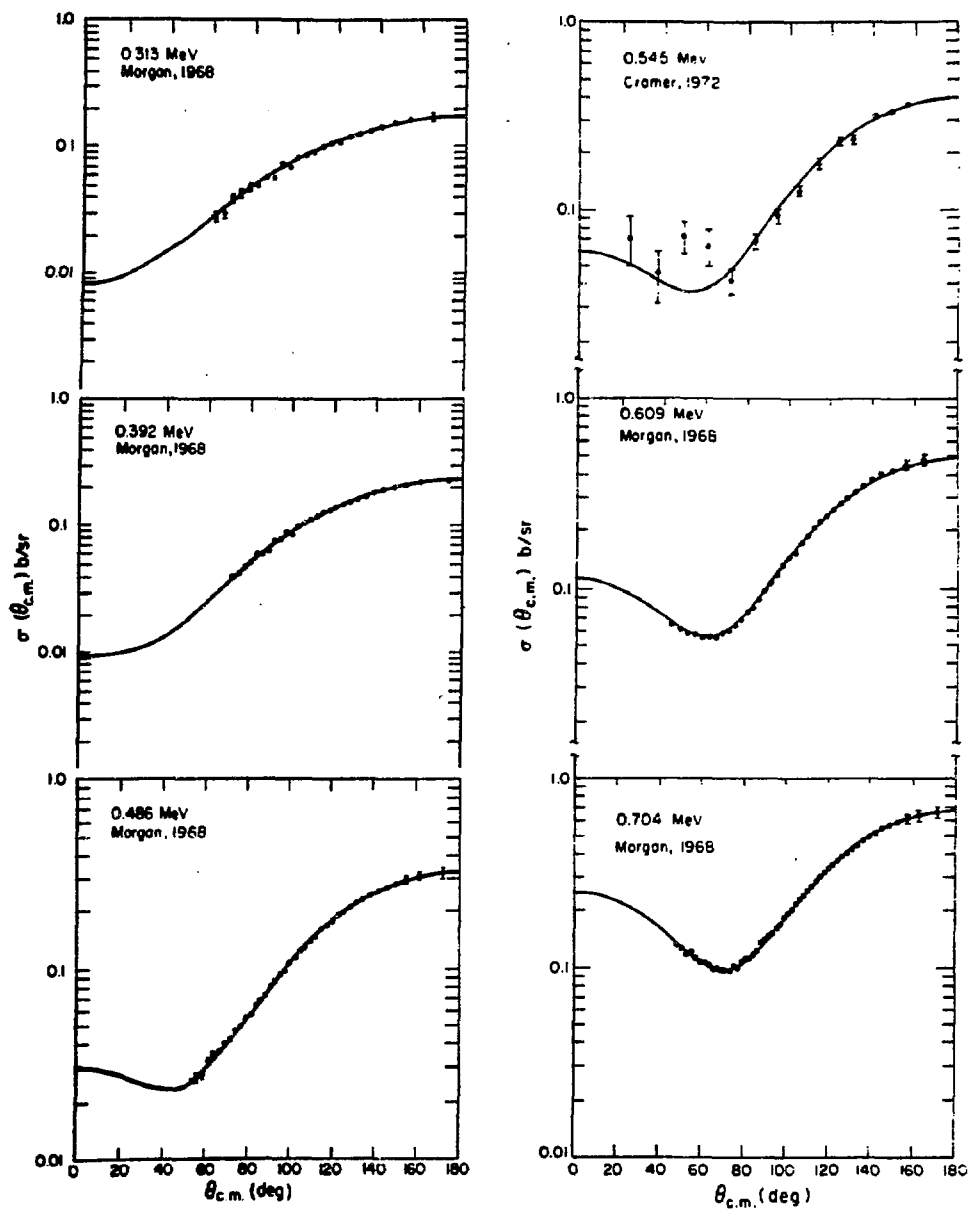 1.0
0.313 MeV
Morgan, 1968
0.1
0.01
1.0
0.392 MeV
Morgan, 1968
0.1
0.01
σ (θc.m.) b/sr
1.0
0.486 MeV
Morgan, 1968
0.1
0.01
0 20 40 60 80 100 120 140 160 180
θc.m. (deg)
1.0
0.545 Mev
Cramer, 1972
0.1
1.0
0.609 MeV
Morgan, 1968
0.1
σ (θc.m.) b/sr
1.0
0.704 MeV
Morgan, 1968
0.1
0.01
0 20 40 60 80 100 120 140 160 180
θc.m. (deg)